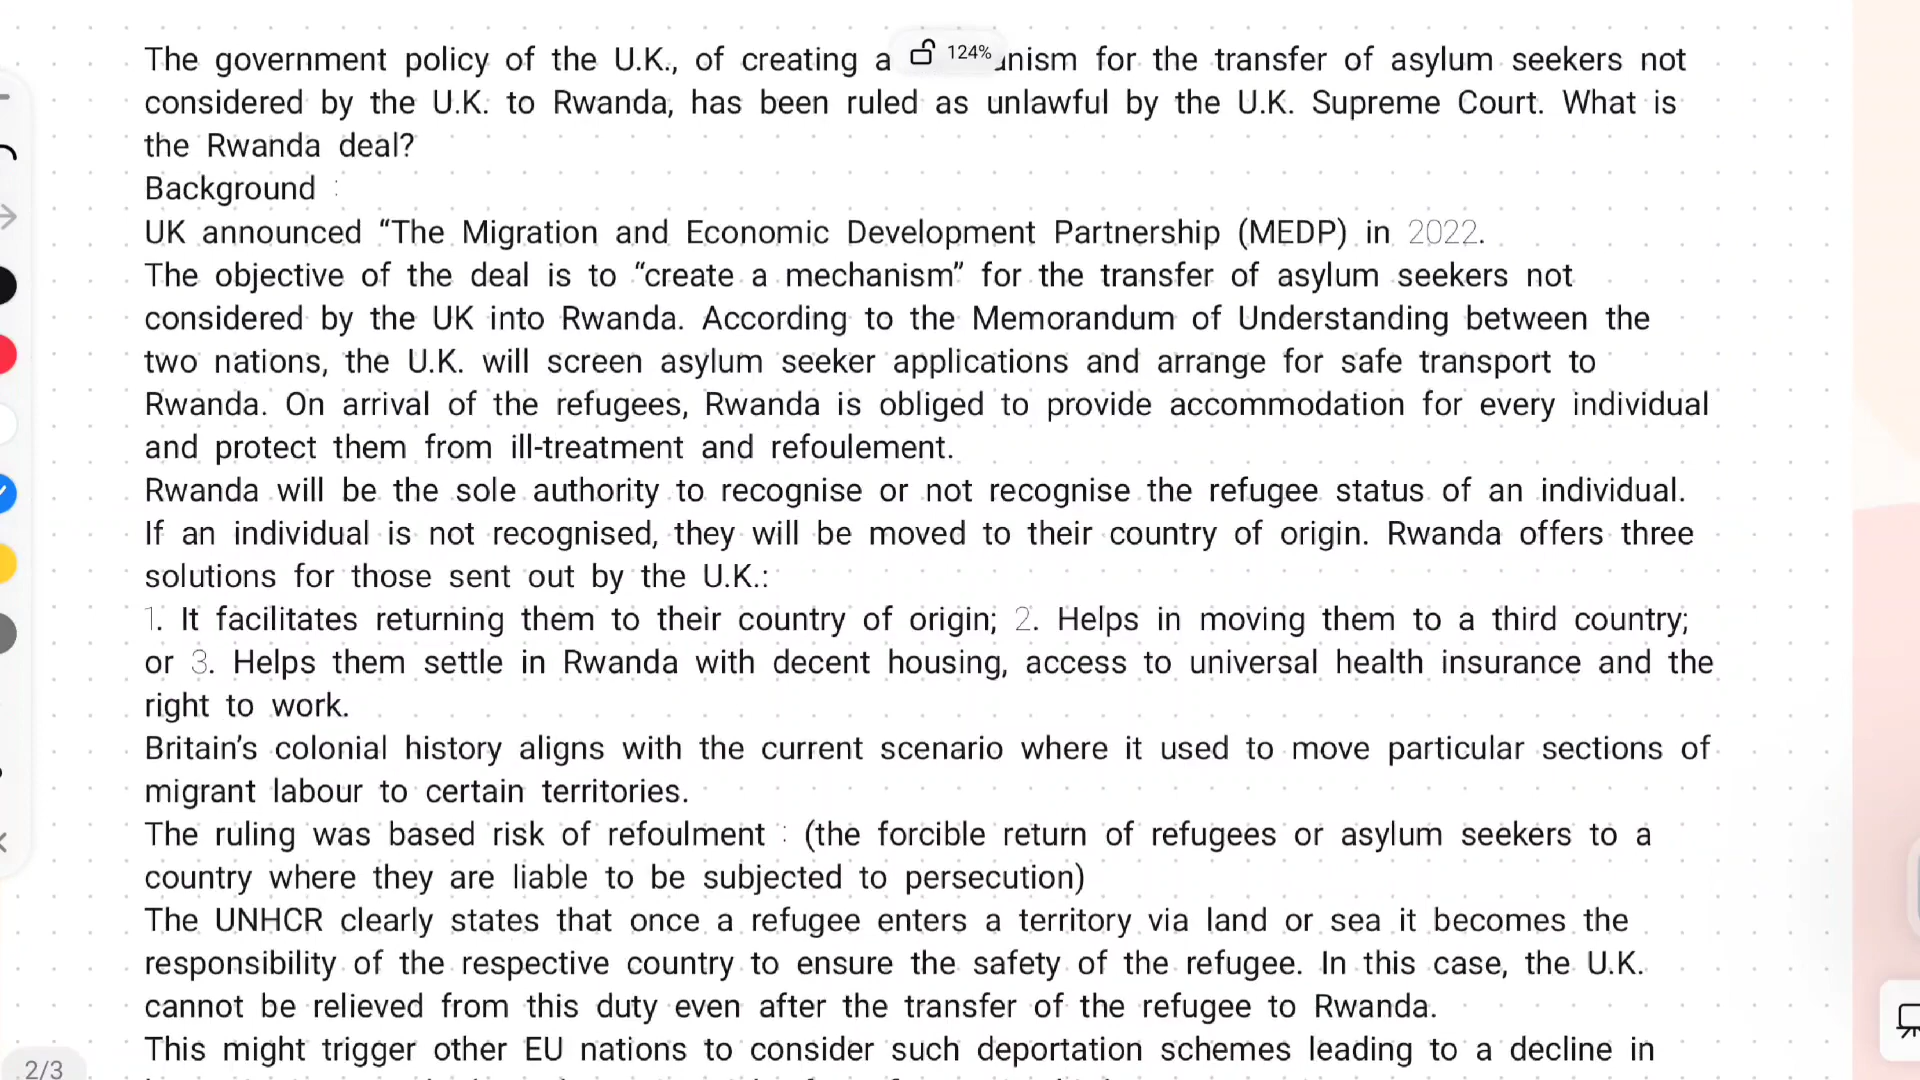 The government policy of the U.K., of creating a 124% anism for the transfer of asylum seekers not
considered by the U.K. to Rwanda, has been ruled as unlawful by the U.K. Supreme Court. What is
the Rwanda deal?
Background :
UK announced “The Migration and Economic Development Partnership (MEDP) in 2022.
The objective of the deal is to “create a mechanism” for the transfer of asylum seekers not
considered by the UK into Rwanda. According to the Memorandum of Understanding between the
two nations, the U.K. will screen asylum seeker applications and arrange for safe transport to
Rwanda. On arrival of the refugees, Rwanda is obliged to provide accommodation for every individual
and protect them from ill-treatment and refoulement.
Rwanda will be the sole authority to recognise or not recognise the refugee status of an individual.
If an individual is not recognised, they will be moved to their country of origin. Rwanda offers three
solutions for those sent out by the U.K.:
1. It facilitates returning them to their country of origin; 2. Helps in moving them to a third country;
or 3. Helps them settle in Rwanda with decent housing, access to universal health insurance and the
right to work.
Britain’s colonial history aligns with the current scenario where it used to move particular sections of
migrant labour to certain territories.
The ruling was based risk of refoulment : (the forcible return of refugees or asylum seekers to a
country where they are liable to be subjected to persecution)
The UNHCR clearly states that once a refugee enters a territory via land or sea it becomes the
responsibility of the respective country to ensure the safety of the refugee. In this case, the U.K.
cannot be relieved from this duty even after the transfer of the refugee to Rwanda.
This might trigger other EU nations to consider such deportation schemes leading to a decline in
2/3